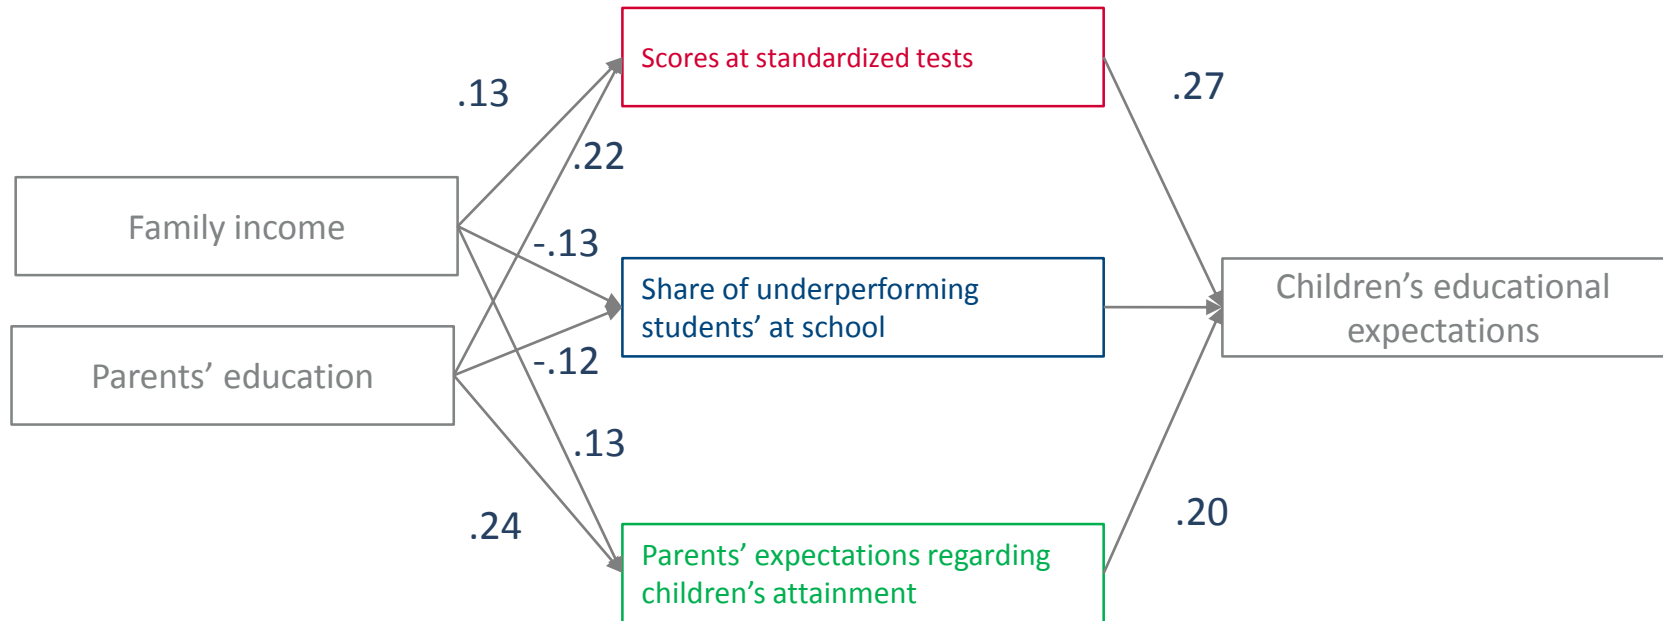 Scores at standardized tests
.13
.27
.22
Family income
-.13
Share of underperforming
students’ at school
Children’s educational
expectations
Parents’ education
-.12
.13
.24
.20
Parents’ expectations regarding
children’s attainment